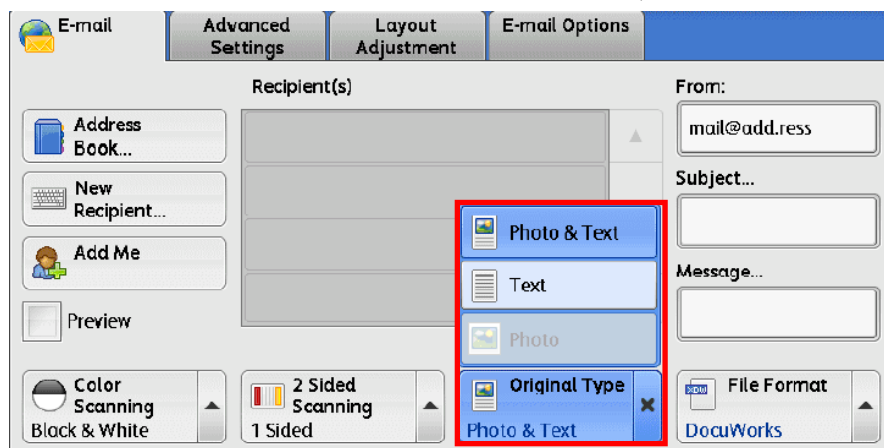 E-mail
Advanced
Settings
Layout
Adjustment
E-mail Options
Recipient(s)
From:
Address
Book...
mail@add.ress
New
Recipient...
Subject...
Photo & Text
Add Me
Text
Message...
Preview
Photo
Color
Scanning
Black & White
2 Sided
Scanning
1 Sided
Original Type
Photo & Text
XDW
File Format
DocuWorks